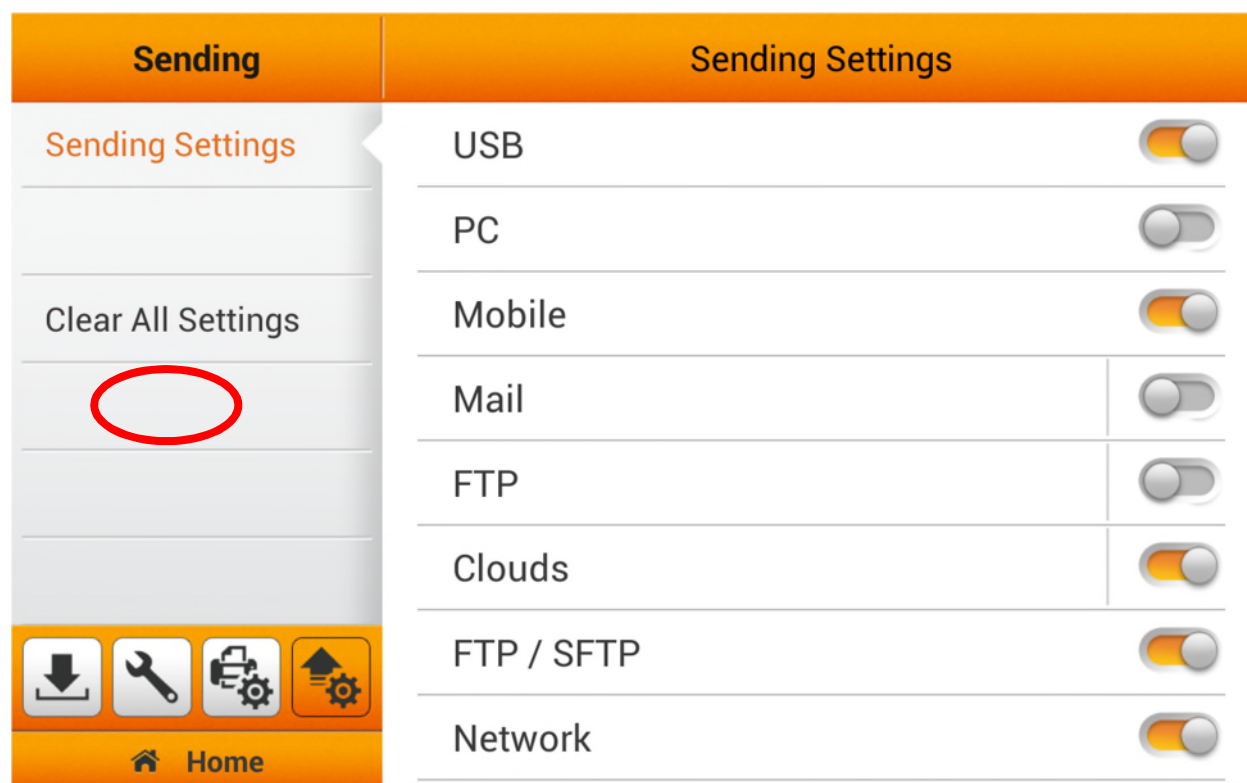 Sending
Sending Settings
Sending Settings
Clear All Settings
Home
USB
PC
Mobile
Mail
FTP
Clouds
FTP / SFTP
Network